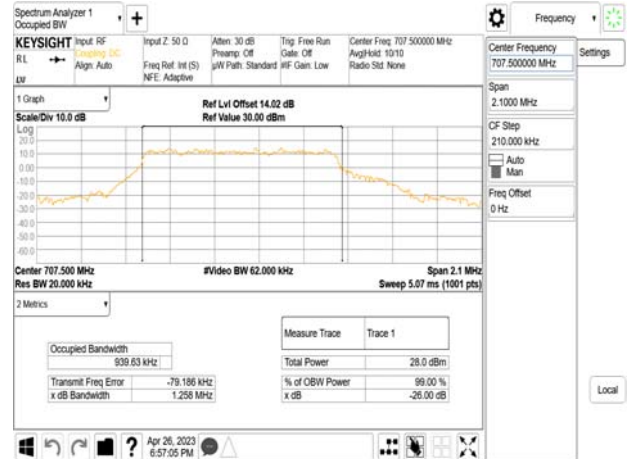 Spectrum Analyzer 1
Occupied BW
+
Frequency
KEYSIGHT
RL
Input: RF
Coupling: DC
Align: Auto
Input Z: 50 Ω
Freq Ref: Int (S)
NFE: Adaptive
Atten: 30 dB
Preamp: Off
µW Path: Standard
Trig: Free Run
Gate: Off
#IF Gain: Low
Center Freq: 707.500000 MHz
Avg|Hold: 10/10
Radio Std: None
Center Frequency
707.500000 MHz
Settings
Span
2.1000 MHz
CF Step
210.000 kHz
Auto
Man
Freq Offset
0 Hz
Local
1 Graph
Scale/Div 10.0 dB
Ref Lvl Offset 14.02 dB
Ref Value 30.00 dBm
Log
20.0
10.0
0.00
-10.0
-20.0
-30.0
-40.0
-50.0
-60.0
Center 707.500 MHz
Res BW 20.000 kHz
#Video BW 62.000 kHz
Span 2.1 MHz
Sweep 5.07 ms (1001 pts)
2 Metrics
Occupied Bandwidth
939.63 kHz
Transmit Freq Error -79.186 kHz
x dB Bandwidth 1.258 MHz
Measure Trace Trace 1
Total Power 28.0 dBm
% of OBW Power 99.00 %
x dB -26.00 dB
?
Apr 26, 2023
6:57:05 PM